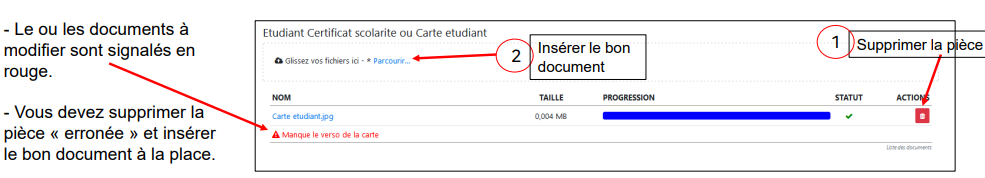 - Le ou les documents à
modifier sont signalés en
rouge.
- Vous devez supprimer la
pièce « erronée » et insérer
le bon document à la place.
Etudiant Certificat scolarite ou Carte etudiant
Glissez vos fichiers ici - * Parcourir...
2
Insérer le bon
document
1
Supprimer la pièce
NOM TAILLE PROGRESSION STATUT ACTIONS
Carte etudiant.jpg 0,004 MB
Manque le verso de la carte
Liste des documents